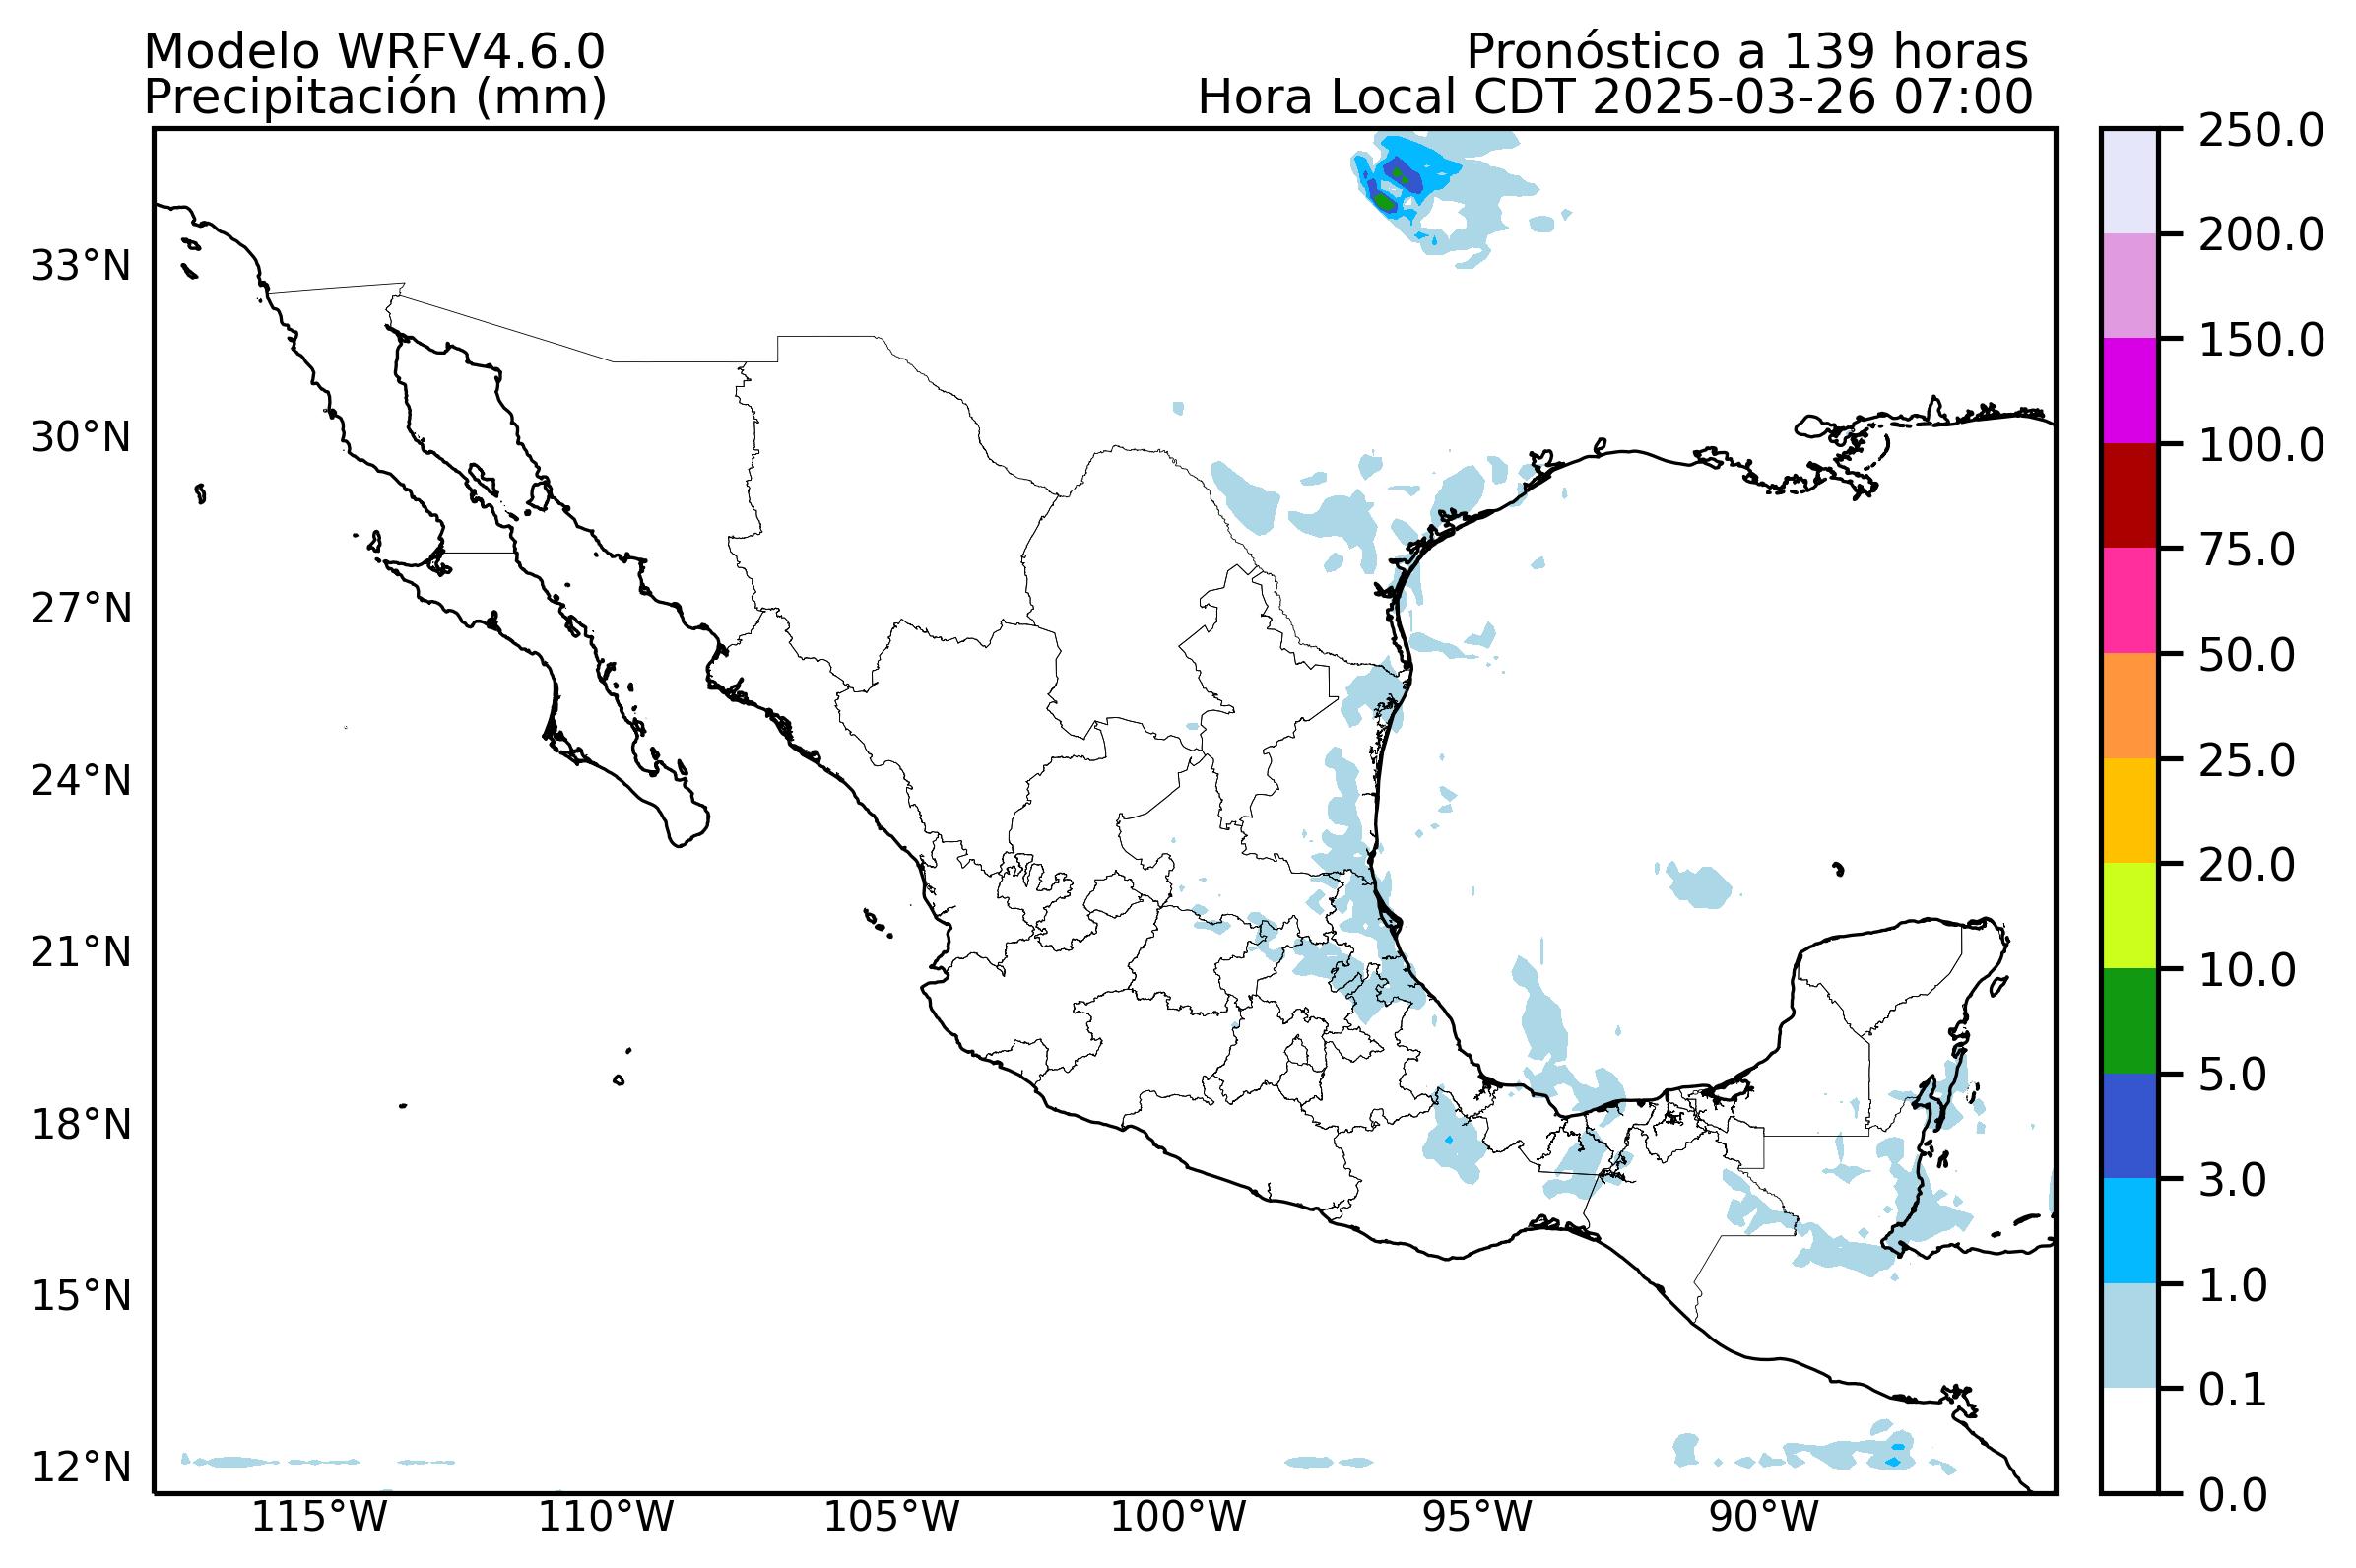 Modelo WRFV4.6.0
Precipitación (mm)
Pronóstico a 139 horas
Hora Local CDT 2025-03-26 07:00
33°N
30°N
27°N
24°N
21°N
18°N
15°N
12°N
115°W
110°W
105°W
100°W
95°W
90°W
250.0
200.0
150.0
100.0
75.0
50.0
25.0
20.0
10.0
5.0
3.0
1.0
0.1
0.0